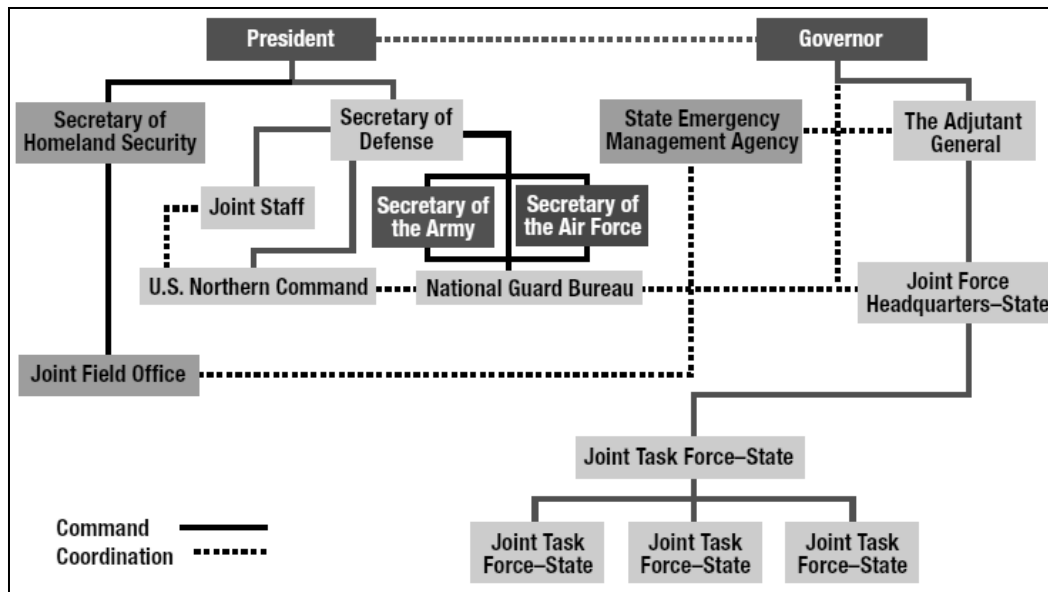 President
Governor
Secretary of
Homeland Security
Secretary of
Defense
State Emergency
Management Agency
The Adjutant
General
Joint Staff
Secretary of
the Army
Secretary of
the Air Force
U.S. Northern Command
National Guard Bureau
Joint Force
Headquarters–State
Joint Field Office
Joint Task Force–State
Command
Coordination
Joint Task
Force–State
Joint Task
Force–State
Joint Task
Force–State